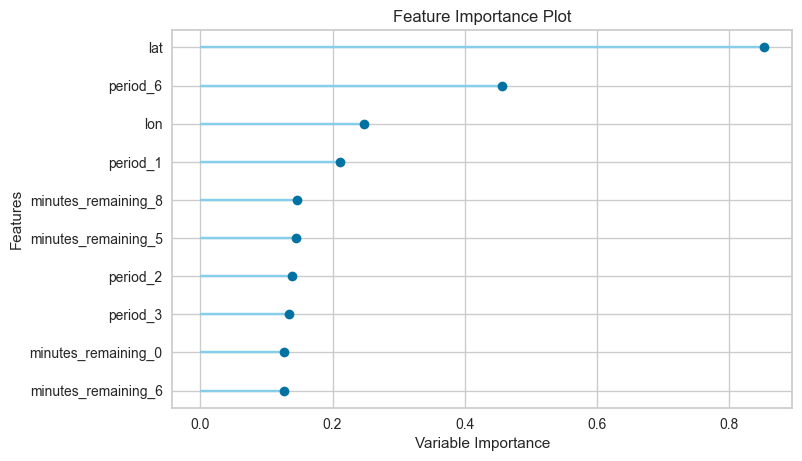 Feature Importance Plot
Features
lat
period_6
lon
period_1
minutes_remaining_8
minutes_remaining_5
period_2
period_3
minutes_remaining_0
minutes_remaining_6
0.0 0.2 0.4 0.6 0.8
Variable Importance